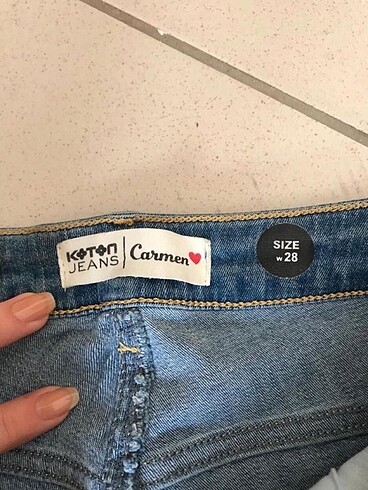 KOTON
JEANS
Carmen
SIZE
w 28